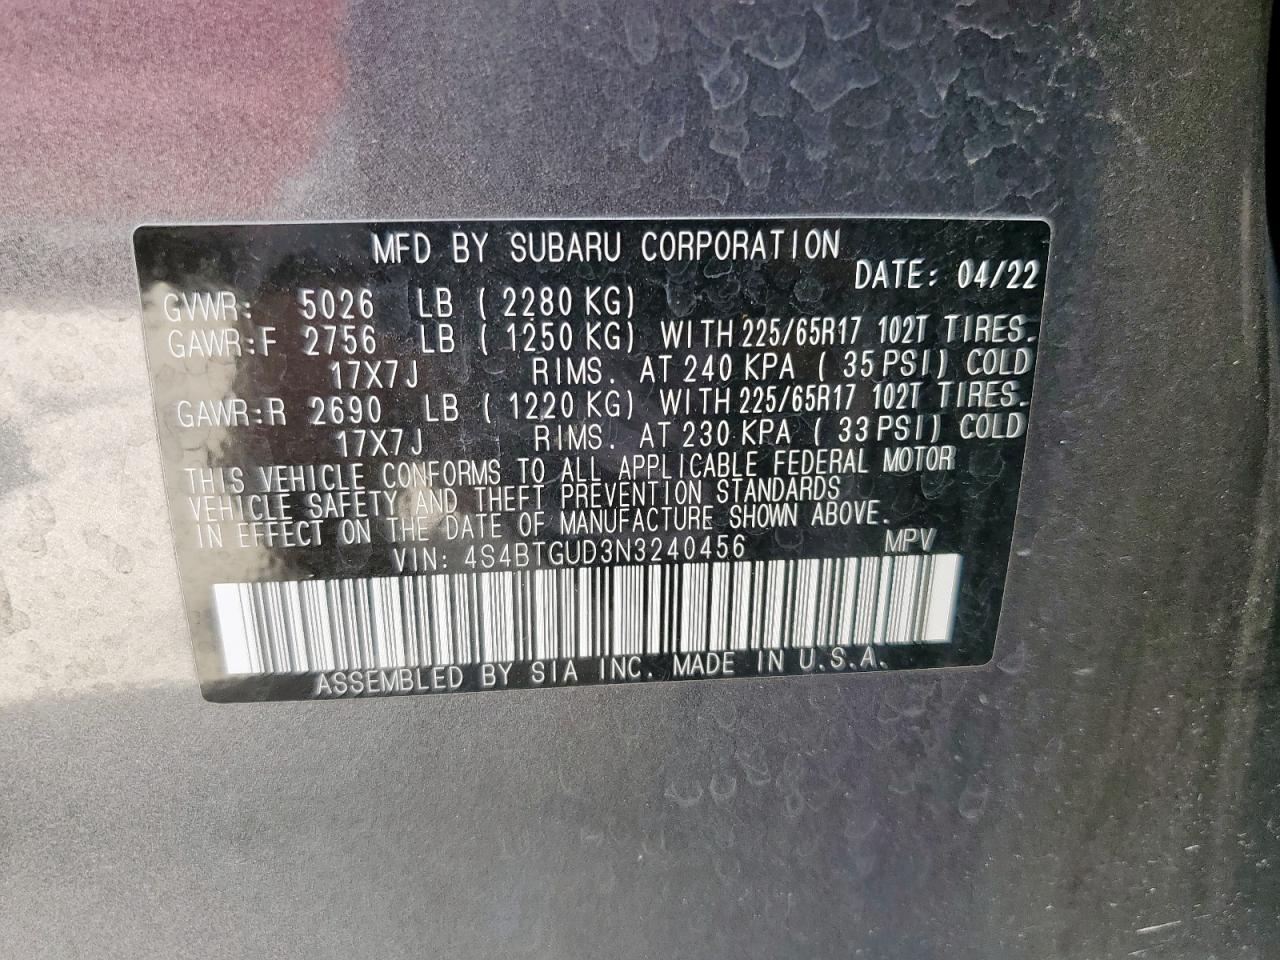 MFD BY SUBARU CORPORATION
DATE: 04/22
GVWR: 5026 LB ( 2280 KG)
GAWR:F 2756 LB ( 1250 KG) WITH 225/65R17 102T TIRES.
17X7J RIMS. AT 240 KPA ( 35 PSI) COLD
GAWR:R 2690 LB ( 1220 KG) WITH 225/65R17 102T TIRES.
17X7J RIMS. AT 230 KPA ( 33 PSI) COLD
THIS VEHICLE CONFORMS TO ALL APPLICABLE FEDERAL MOTOR
VEHICLE SAFETY AND THEFT PREVENTION STANDARDS
IN EFFECT ON THE DATE OF MANUFACTURE SHOWN ABOVE.
VIN: 4S4BTGUD3N3240456 MPV
ASSEMBLED BY SIA INC. MADE IN U.S.A.